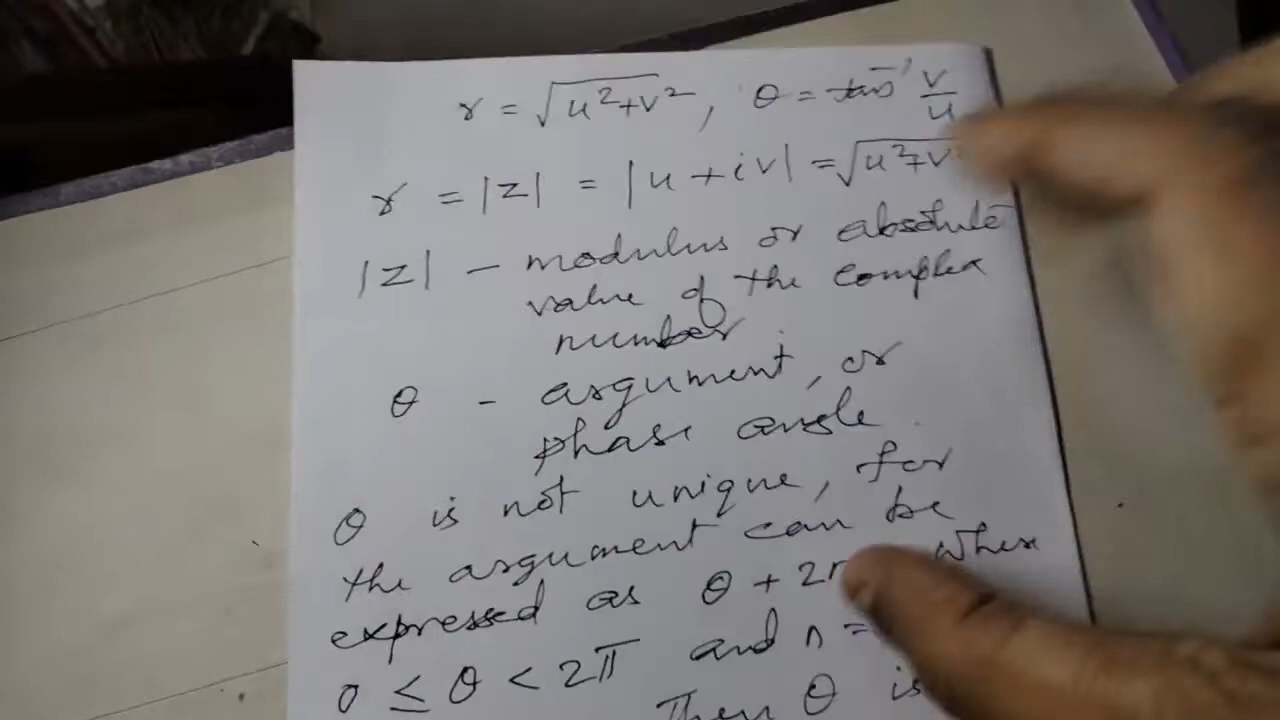 r = √u²+v², θ = tan⁻¹ v/u
r = |z| = |u+iv| = √u²+v
|z| – modulus or absolute
value of the complex
number.
θ - argument, or
phase angle.
θ is not unique, for
the argument can be
expressed as θ + 2 where
0 ≤ θ < 2π and n =
Then θ is